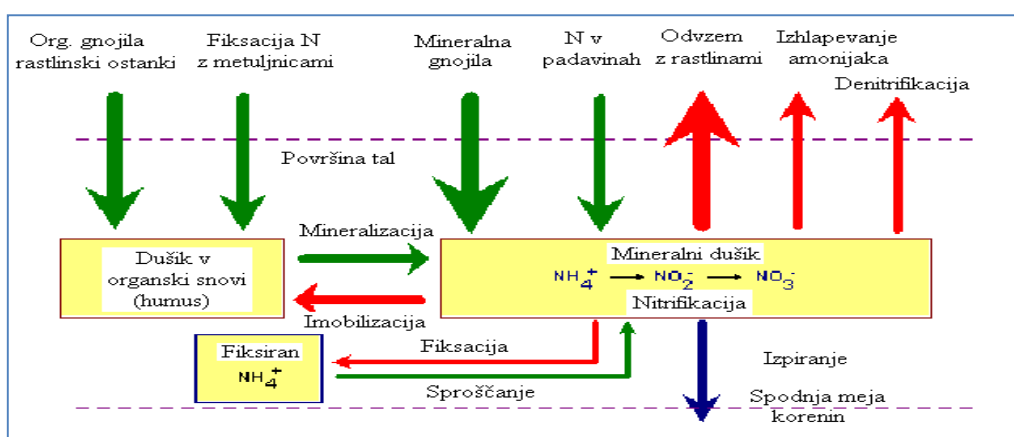 Org. gnojila
rastlinski ostanki
Fiksacija N
z metuljnicami
Mineralna
gnojila
N v
padavinah
Odvzem
z rastlinami
Izhlapevanje
amonijaka
Denitrifikacija
Površina tal
Mineralizacija
Dušik v
organski snovi
(humus)
Mineralni dušik
NH₄⁺ → NO₂⁻ → NO₃⁻
Nitrifikacija
Imobilizacija
Fiksiran
NH₄⁺
Fiksacija
Sproščanje
Izpiranje
Spodnja meja
korenin